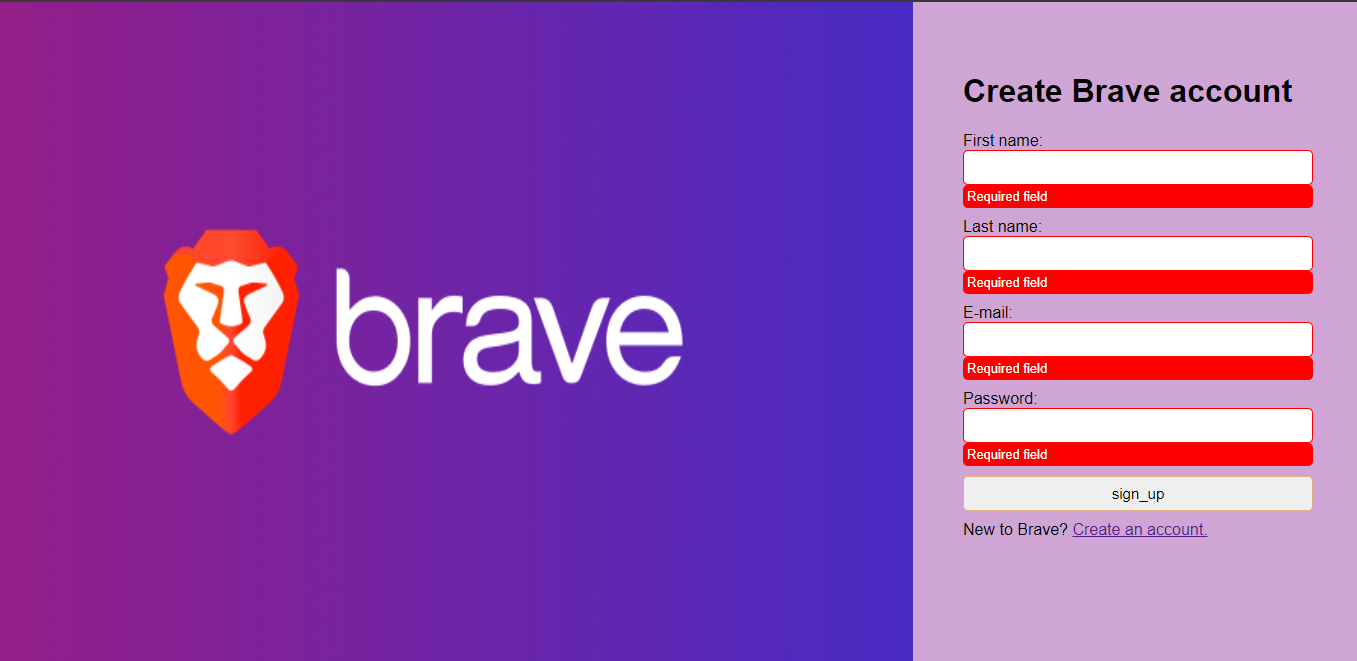 brave
Create Brave account
First name:
Required field
Last name:
Required field
E-mail:
Required field
Password:
Required field
sign_up
New to Brave? Create an account.